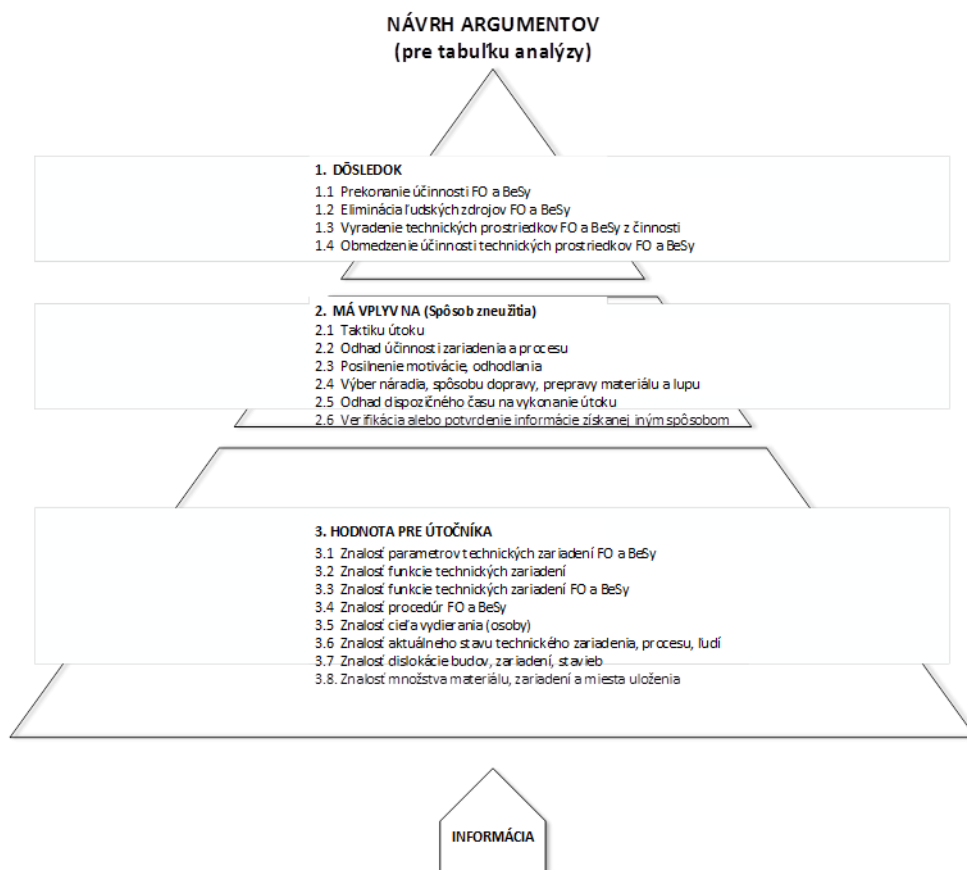 NÁVRH ARGUMENTOV
(pre tabuľku analýzy)
1. DÔSLEDOK
1.1 Prekonanie účinnosti FO a BeSy
1.2 Eliminácia ľudských zdrojov FO a BeSy
1.3 Vyradenie technických prostriedkov FO a BeSy z činnosti
1.4 Obmedzenie účinnosti technických prostriedkov FO a BeSy
2. MÁ VPLYV NA (Spôsob zneužitia)
2.1 Taktiku útoku
2.2 Odhad účinnosti zariadenia a procesu
2.3 Posilnenie motivácie, odhodlania
2.4 Výber náradia, spôsobu dopravy, prepravy materiálu a lupu
2.5 Odhad dispozičného času na vykonanie útoku
2.6 Verifikácia alebo potvrdenie informácie získanej iným spôsobom
3. HODNOTA PRE ÚTOČNÍKA
3.1 Znalosť parametrov technických zariadení FO a BeSy
3.2 Znalosť funkcie technických zariadení
3.3 Znalosť funkcie technických zariadení FO a BeSy
3.4 Znalosť procedúr FO a BeSy
3.5 Znalosť cieľa vydierania (osoby)
3.6 Znalosť aktuálneho stavu technického zariadenia, procesu, ľudí
3.7 Znalosť dislokácie budov, zariadení, stavieb
3.8. Znalosť množstva materiálu, zariadení a miesta uloženia
INFORMÁCIA